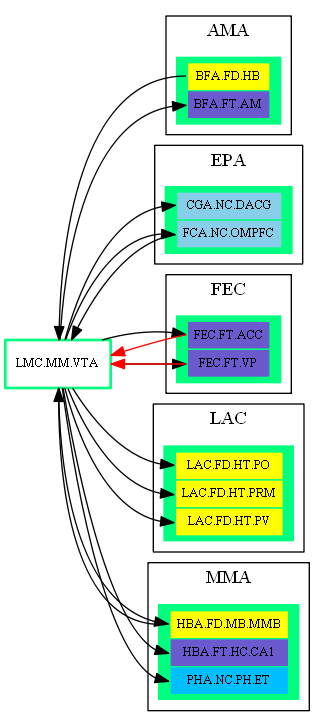 AMA
BFA.FD.HB
BFA.FT.AM
EPA
CGA.NC.DACG
FCA.NC.OMPFC
FEC
FEC.FT.ACC
FEC.FT.VP
LMC.MM.VTA
LAC
LAC.FD.HT.PO
LAC.FD.HT.PRM
LAC.FD.HT.PV
MMA
HBA.FD.MB.MMB
HBA.FT.HC.CA1
PHA.NC.PH.ET